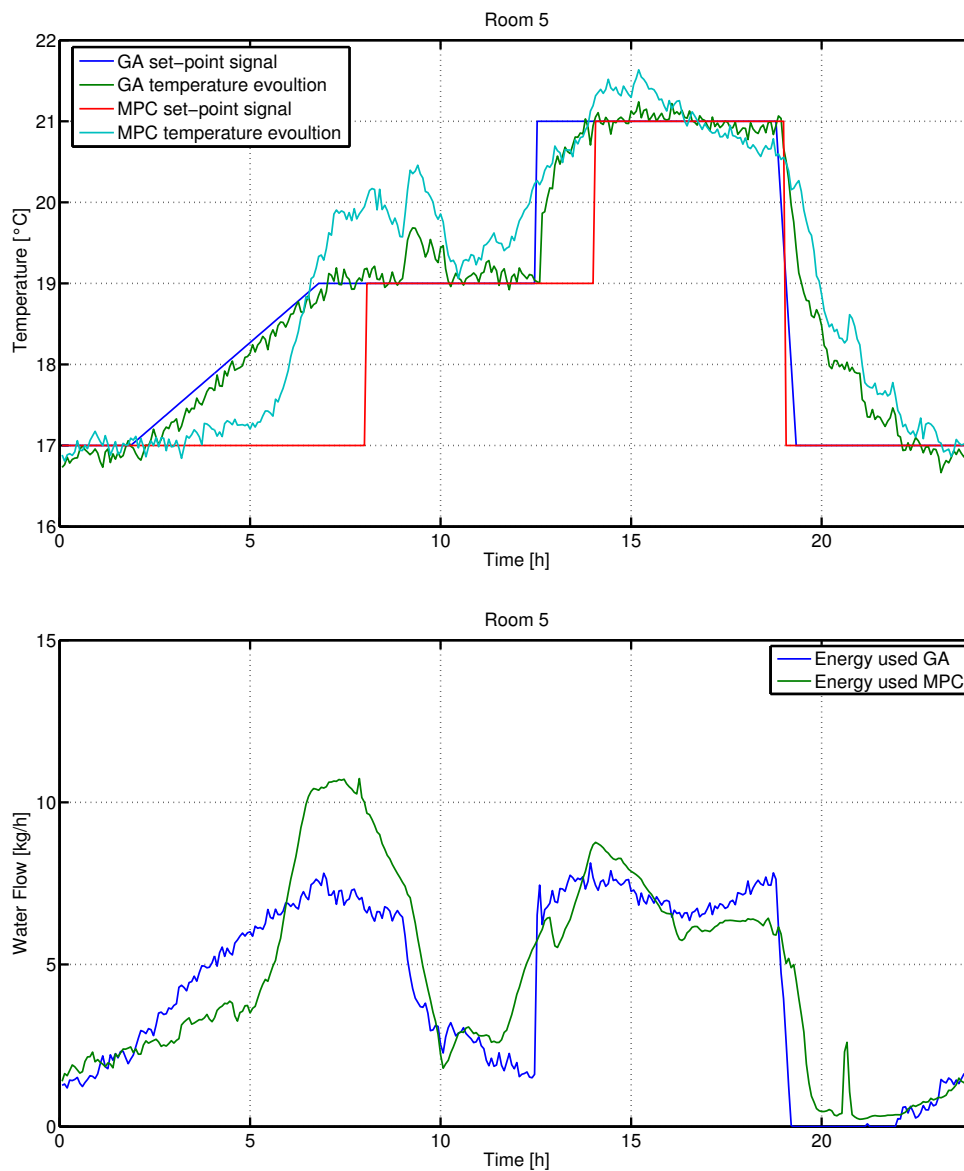 Room 5
22
21
20
19
18
17
16
Temperature [°C]
GA set-point signal
GA temperature evoultion
MPC set-point signal
MPC temperature evoultion
0 5 10 15 20
Time [h]
Room 5
15
10
5
0
Water Flow [kg/h]
Energy used GA
Energy used MPC
0 5 10 15 20
Time [h]